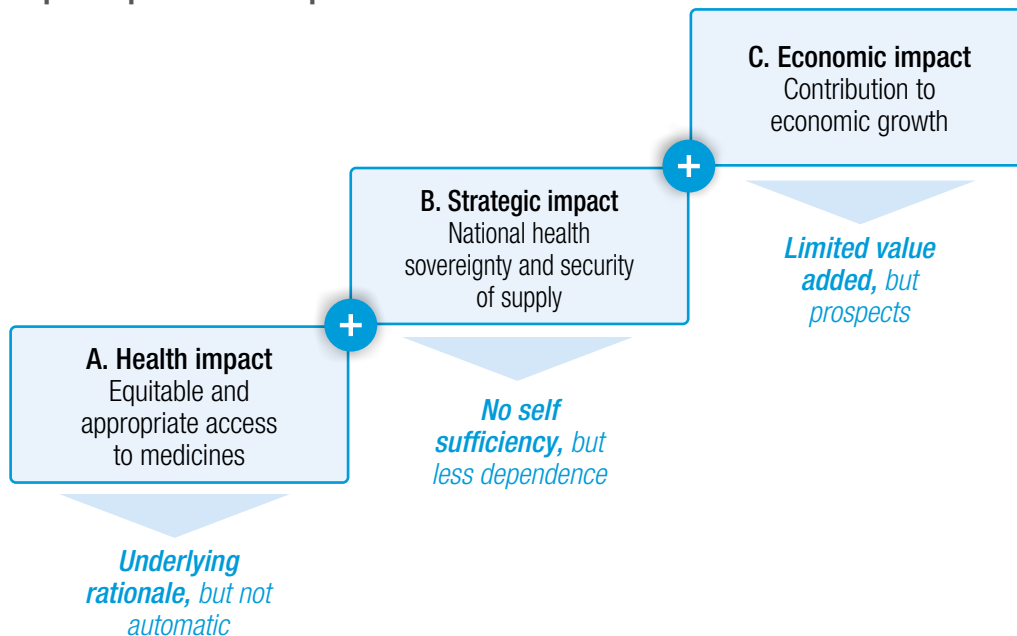 C. Economic impact
Contribution to
economic growth
+
B. Strategic impact
National health
sovereignty and security
of supply
Limited value
added, but
prospects
+
A. Health impact
Equitable and
appropriate access
to medicines
No self
sufficiency, but
less dependence
Underlying
rationale, but not
automatic